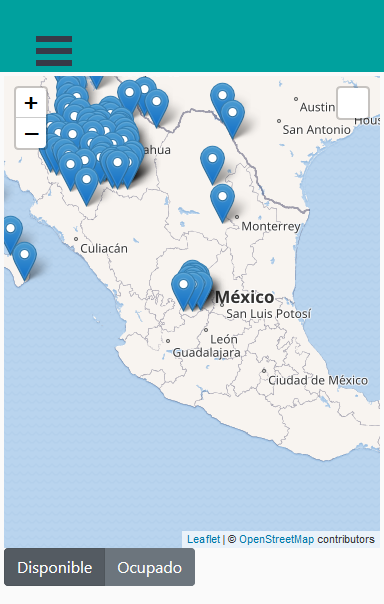 +
−
Austin
Hous
San Antonio
ahua
Monterrey
Culiacán
México
San Luis Potosí
León
Guadalajara
Ciudad de México
Leaflet | © OpenStreetMap contributors
Disponible Ocupado